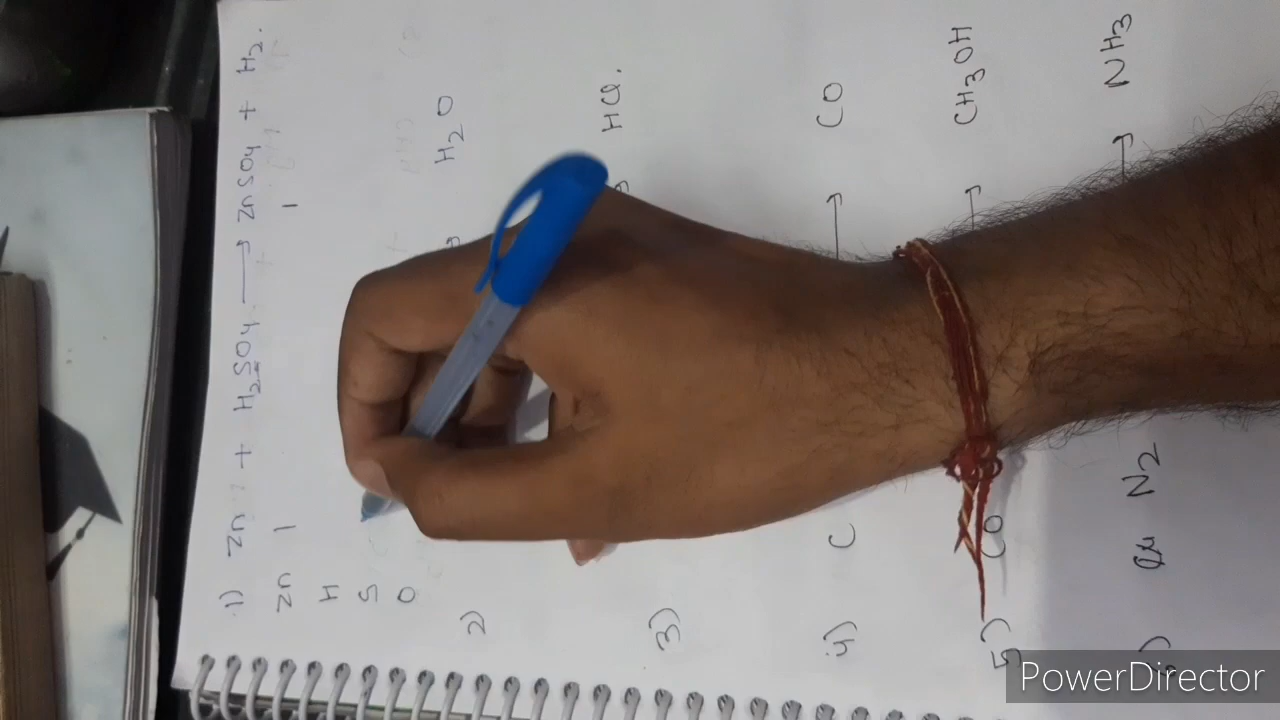 1) Zn + H2SO4 → ZnSO4 + H2.
Zn 1 1
H
S
O
2) H2O
3) HCl.
4) C → CO
5) CO → CH3OH
N2 → NH3
PowerDirector